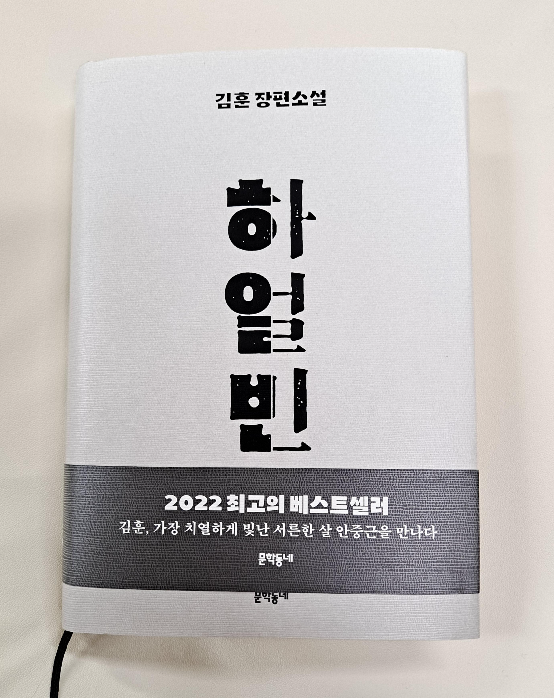 김훈 장편소설
하
얼
빈
2022 최고의 베스트셀러
김훈, 가장 치열하게 빛난 서른한 살 안중근을 만나다
문학동네
문학동네